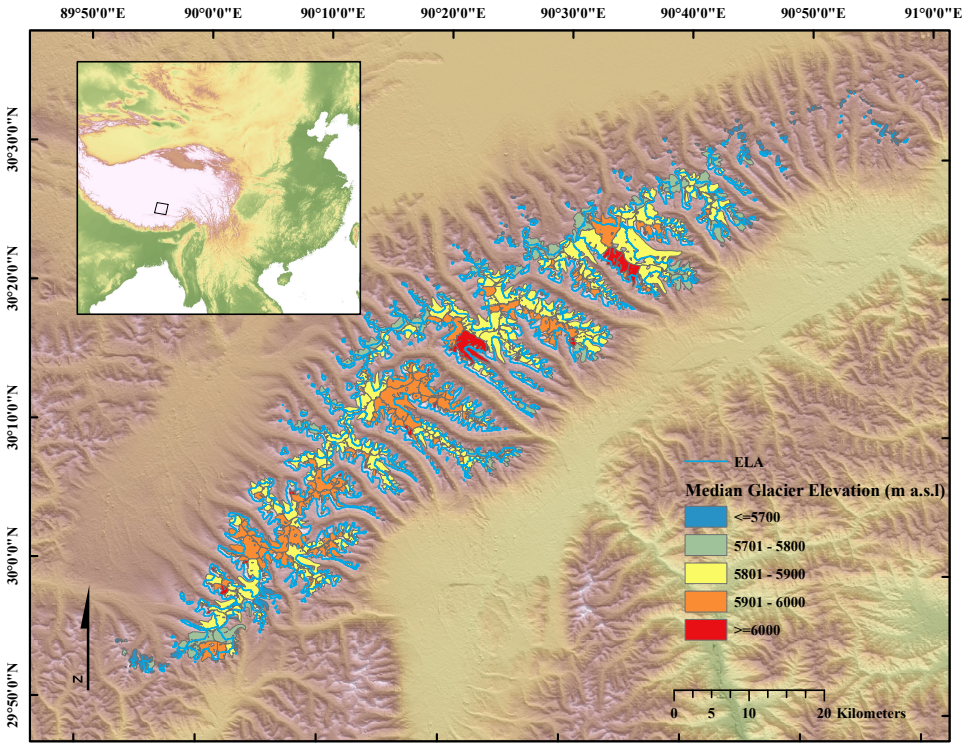 89°50'0"E 90°0'0"E 90°10'0"E 90°20'0"E 90°30'0"E 90°40'0"E 90°50'0"E 91°0'0"E
30°30'0"N
30°20'0"N
30°10'0"N
30°0'0"N
29°50'0"N
ELA
Median Glacier Elevation (m a.s.l)
<=5700
5701 - 5800
5801 - 5900
5901 - 6000
>=6000
N
0 5 10 20 Kilometers